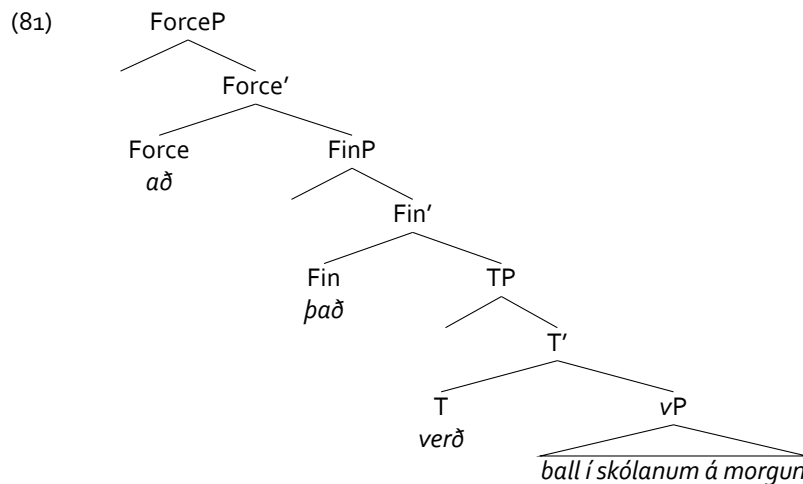 (81)
ForceP
Force′
Force FinP
að
Fin′
Fin TP
það
T′
T vP
verð
ball í skólanum á morgun